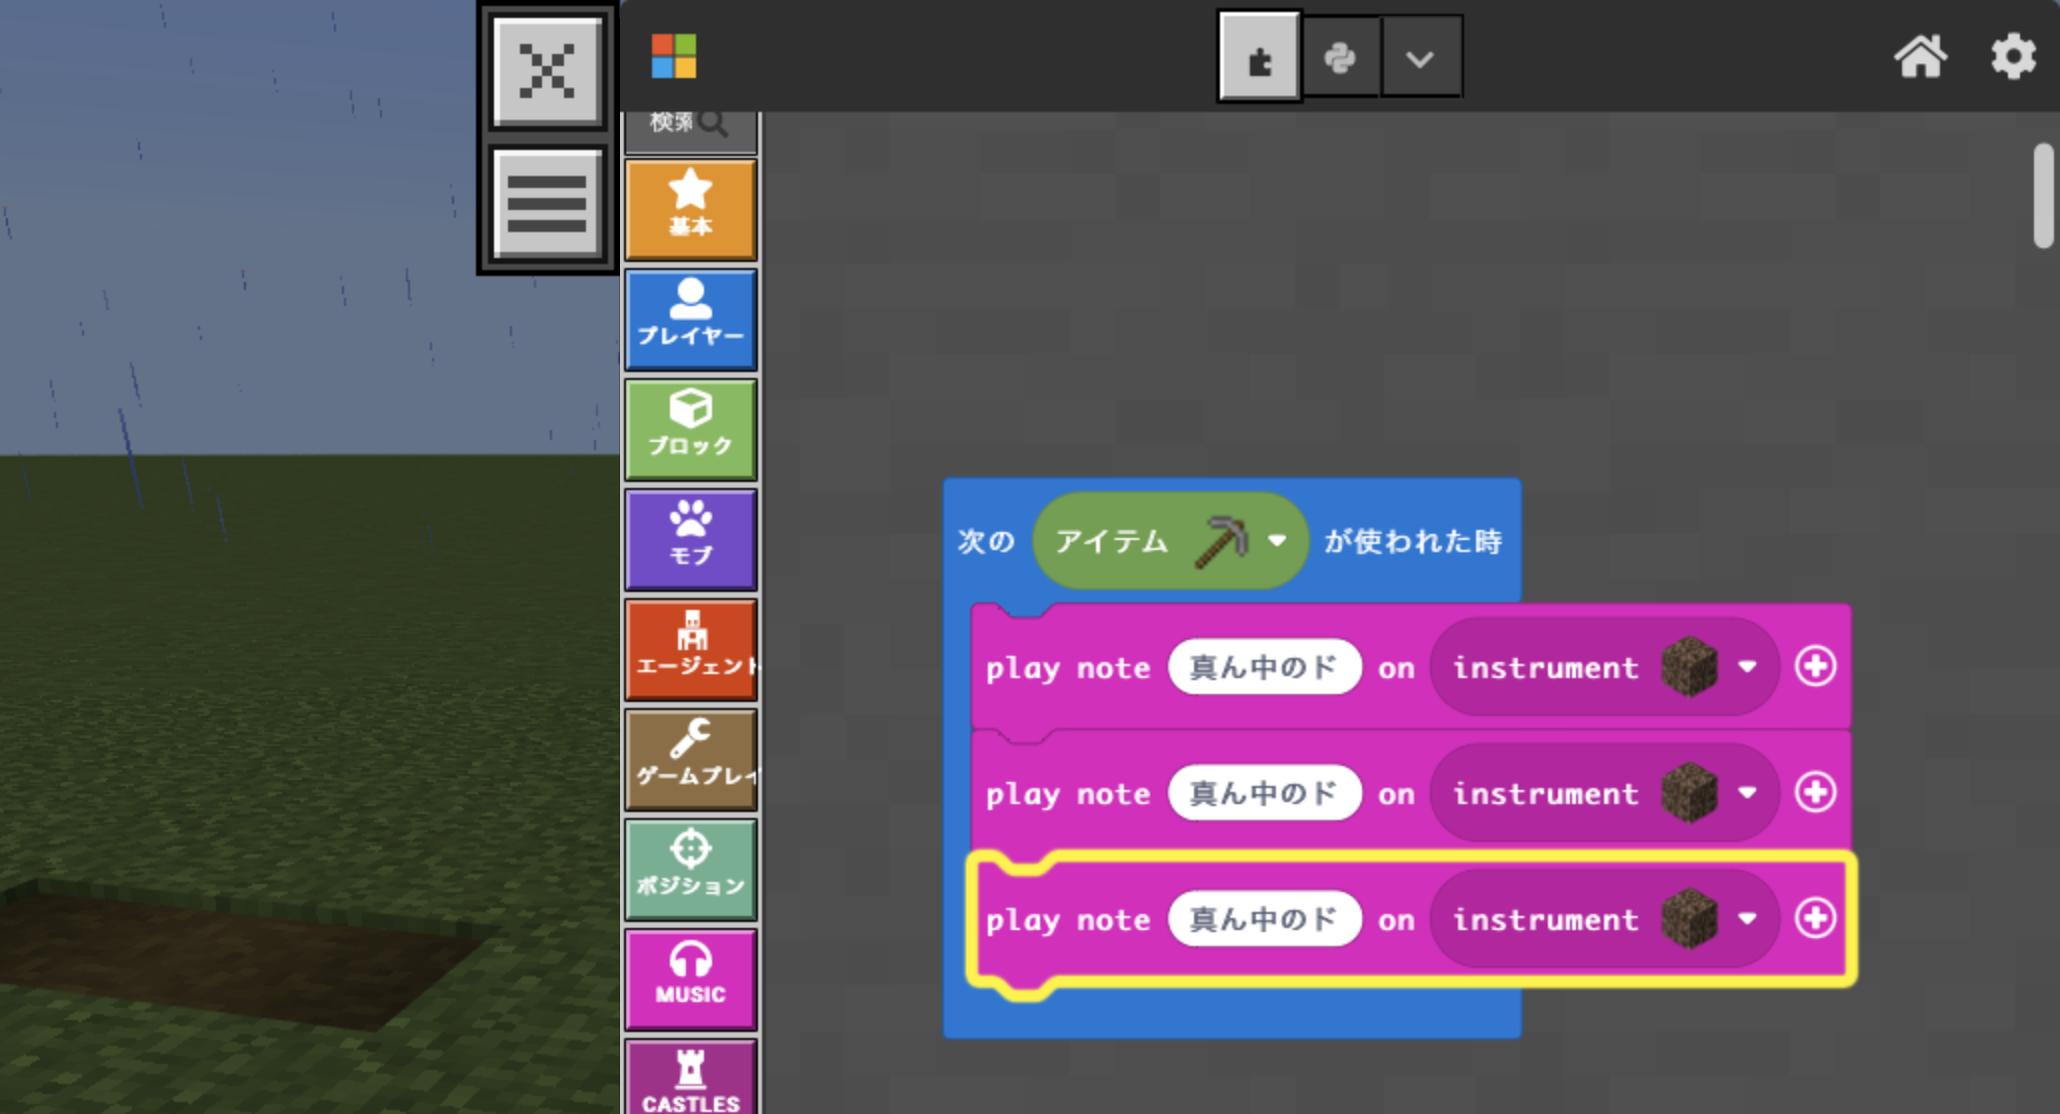 検索
基本
プレイヤー
ブロック
モブ
エージェント
ゲームプレイ
ポジション
MUSIC
CASTLES
次の アイテム が使われた時
play note 真ん中のド on instrument
play note 真ん中のド on instrument
play note 真ん中のド on instrument